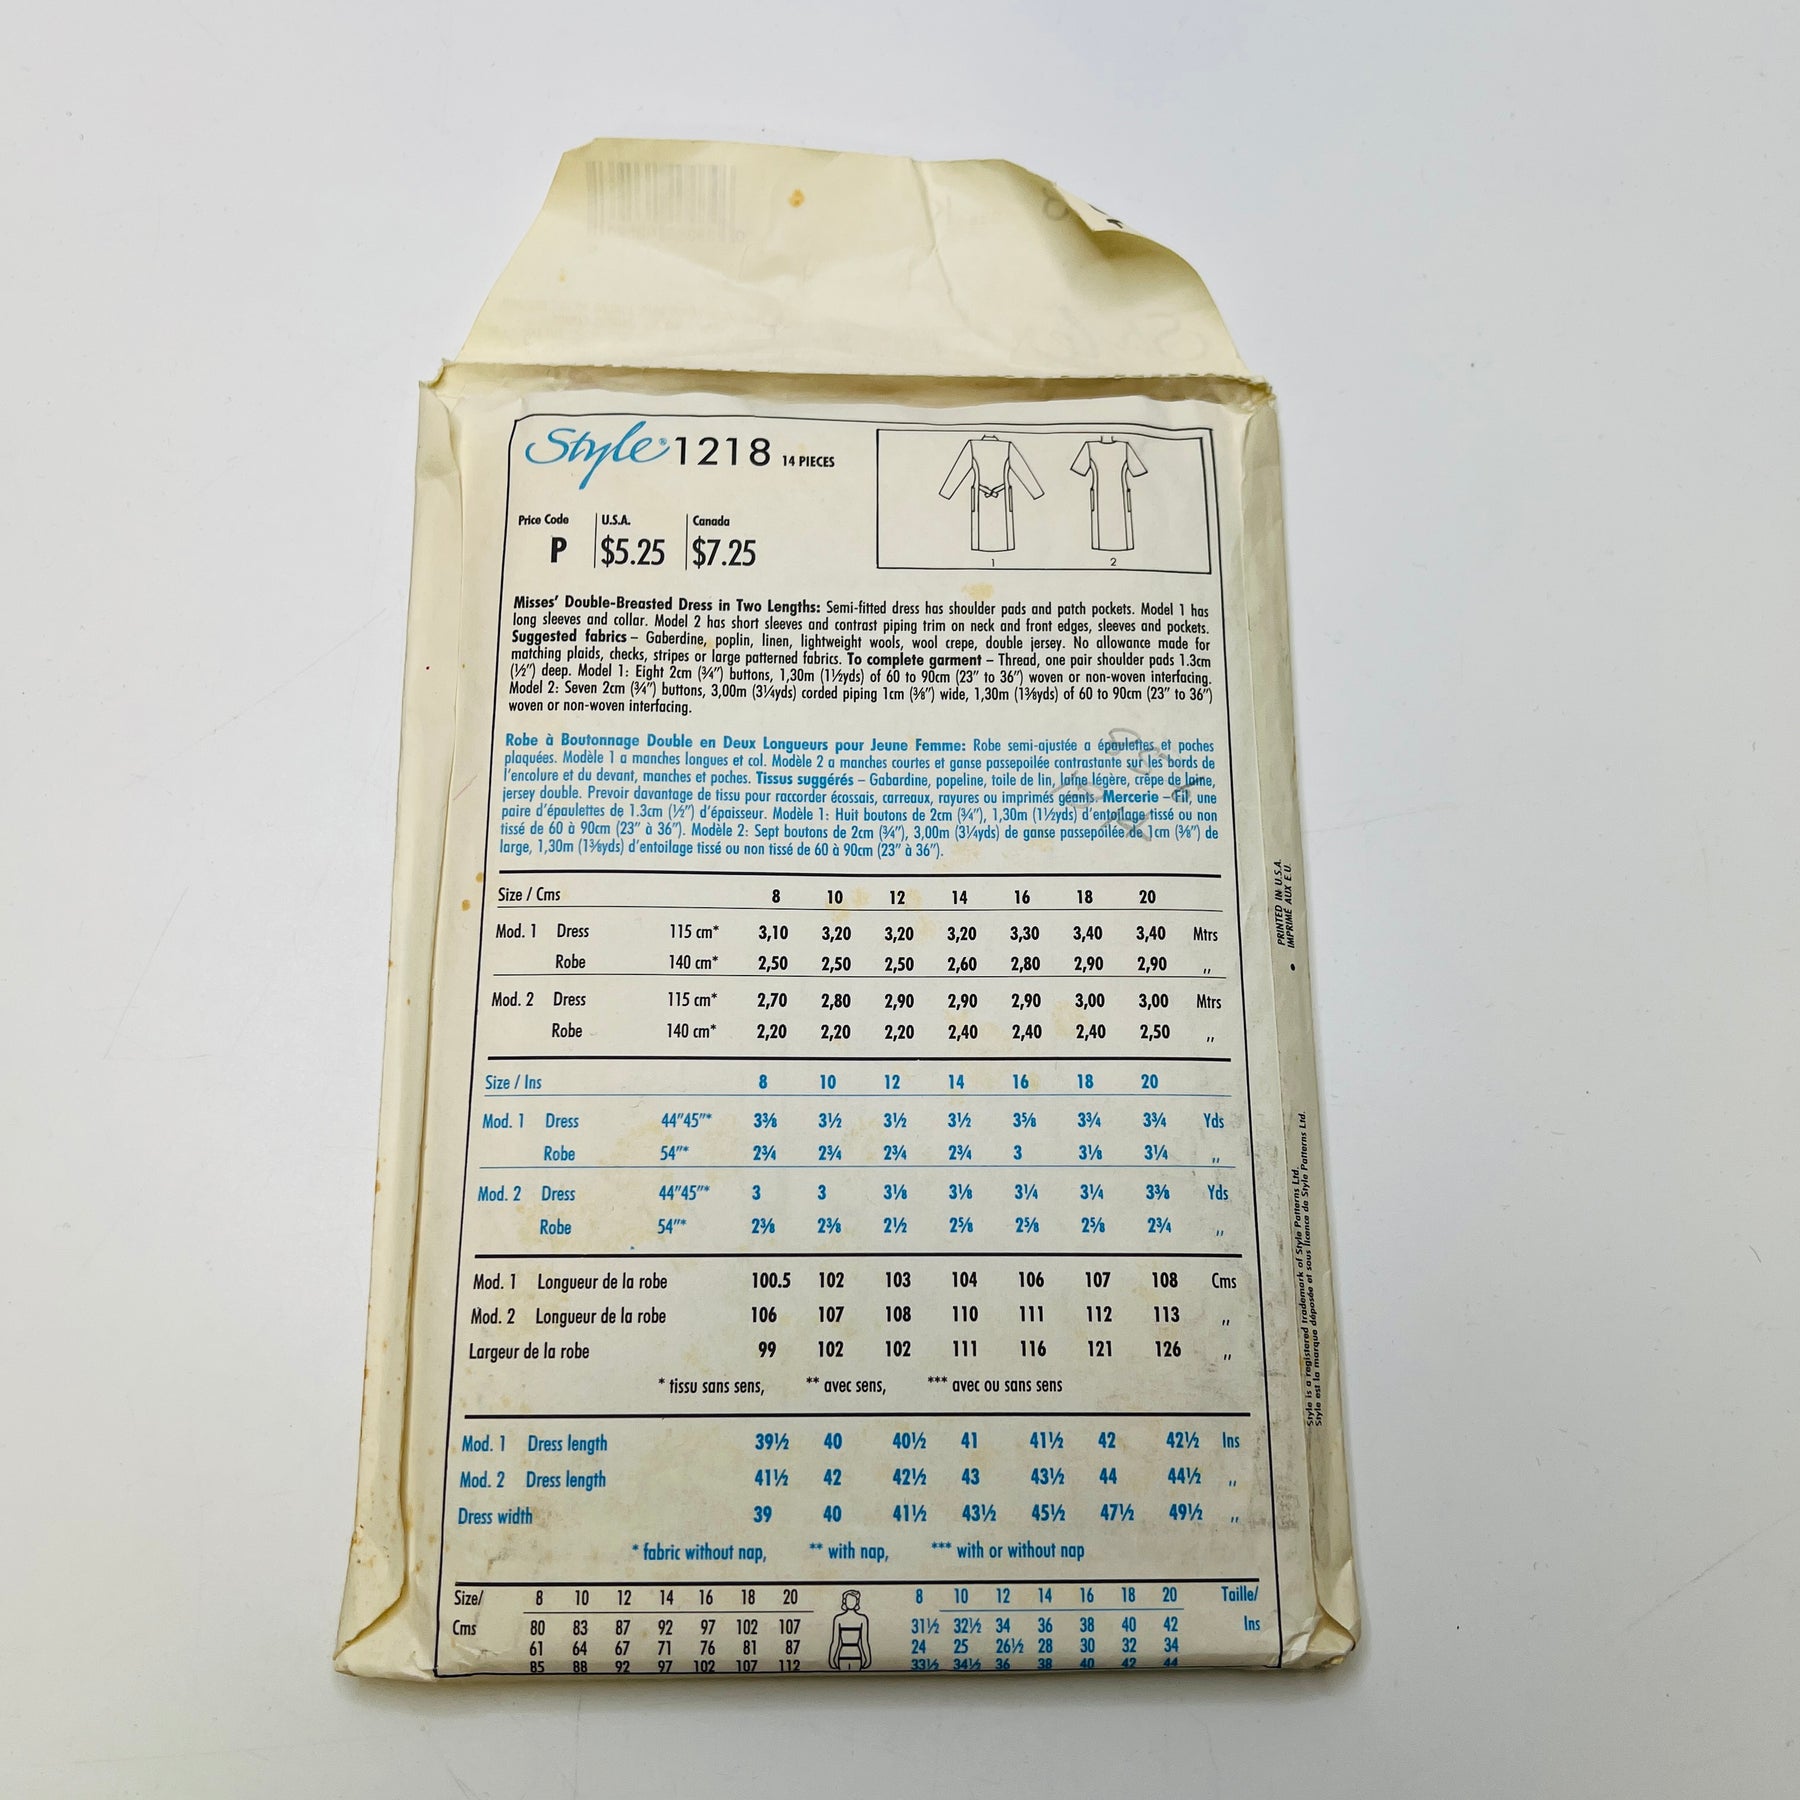 Style® 1218 14 PIECES
Price Code U.S.A. Canada
P $5.25 $7.25
1 2
Misses' Double-Breasted Dress in Two Lengths: Semi-fitted dress has shoulder pads and patch pockets. Model 1 has
long sleeves and collar. Model 2 has short sleeves and contrast piping trim on neck and front edges, sleeves and pockets.
Suggested fabrics – Gaberdine, poplin, linen, lightweight wools, wool crepe, double jersey. No allowance made for
matching plaids, checks, stripes or large patterned fabrics. To complete garment – Thread, one pair shoulder pads 1.3cm
(½") deep. Model 1: Eight 2cm (¾") buttons, 1,30m (1½yds) of 60 to 90cm (23" to 36") woven or non-woven interfacing.
Model 2: Seven 2cm (¾") buttons, 3,00m (3¼yds) corded piping 1cm (⅜") wide, 1,30m (1⅜yds) of 60 to 90cm (23" to 36")
woven or non-woven interfacing.
Robe à Boutonnage Double en Deux Longueurs pour Jeune Femme: Robe semi-ajustée a épaulettes et poches
plaquées. Modèle 1 a manches longues et col. Modèle 2 a manches courtes et ganse passepoilée contrastante sur les bords de
l'encolure et du devant, manches et poches. Tissus suggérés – Gabardine, popeline, toile de lin, laine légère, crêpe de laine,
jersey double. Prevoir davantage de tissu pour raccorder écossais, carreaux, rayures ou imprimés géants. Mercerie – Fil, une
paire d'épaulettes de 1.3cm (½") d'épaisseur. Modèle 1: Huit boutons de 2cm (¾"), 1,30m (1½yds) d'entoilage tissé ou non
tissé de 60 à 90cm (23" à 36"). Modèle 2: Sept boutons de 2cm (¾"), 3,00m (3¼yds) de ganse passepoilée de 1cm (⅜") de
large, 1,30m (1⅜yds) d'entoilage tissé ou non tissé de 60 à 90cm (23" à 36").
Size / Cms 8 10 12 14 16 18 20
Mod. 1 Dress 115 cm* 3,10 3,20 3,20 3,20 3,30 3,40 3,40 Mtrs
Robe 140 cm* 2,50 2,50 2,50 2,60 2,80 2,90 2,90 ,,
Mod. 2 Dress 115 cm* 2,70 2,80 2,90 2,90 2,90 3,00 3,00 Mtrs
Robe 140 cm* 2,20 2,20 2,20 2,40 2,40 2,40 2,50 ,,
Size / Ins 8 10 12 14 16 18 20
Mod. 1 Dress 44"45"* 3⅜ 3½ 3½ 3½ 3⅝ 3¾ 3¾ Yds
Robe 54"* 2¾ 2¾ 2¾ 2¾ 3 3⅛ 3¼ ,,
Mod. 2 Dress 44"45"* 3 3 3⅛ 3⅛ 3¼ 3¼ 3⅜ Yds
Robe 54"* 2⅜ 2⅜ 2½ 2⅝ 2⅝ 2⅝ 2¾ ,,
Mod. 1 Longueur de la robe 100.5 102 103 104 106 107 108 Cms
Mod. 2 Longueur de la robe 106 107 108 110 111 112 113 ,,
Largeur de la robe 99 102 102 111 116 121 126 ,,
* tissu sans sens, ** avec sens, *** avec ou sans sens
Mod. 1 Dress length 39½ 40 40½ 41 41½ 42 42½ Ins
Mod. 2 Dress length 41½ 42 42½ 43 43½ 44 44½ ,,
Dress width 39 40 41½ 43½ 45½ 47½ 49½ ,,
* fabric without nap, ** with nap, *** with or without nap
Size/ 8 10 12 14 16 18 20 8 10 12 14 16 18 20 Taille/
Cms 80 83 87 92 97 102 107 31½ 32½ 34 36 38 40 42 Ins
61 64 67 71 76 81 87 24 25 26½ 28 30 32 34
85 88 92 97 102 107 112 33½ 34½ 36 38 40 42 44
PRINTED IN U.S.A.
IMPRIMÉ AUX E.U.
Style is a registered trademark of Style Patterns Ltd.
Style est la marque déposée et sous licence de Style Patterns Ltd.